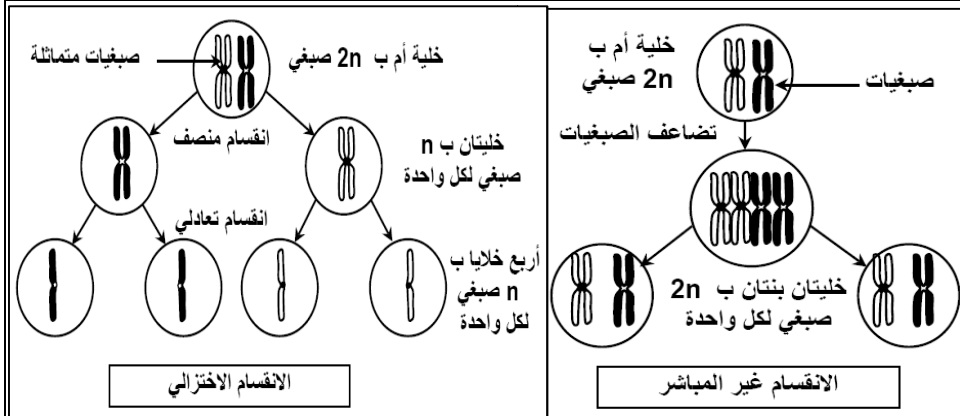 خلية أم ب 2n صبغي
صبغيات متماثلة
انقسام منصف
خليتان ب n
صبغي لكل واحدة
انقسام تعادلي
أربع خلايا ب
n صبغي
لكل واحدة
الانقسام الاختزالي
خلية أم ب
2n صبغي
صبغيات
تضاعف الصبغيات
خليتان بنتان ب 2n
صبغي لكل واحدة
الانقسام غير المباشر